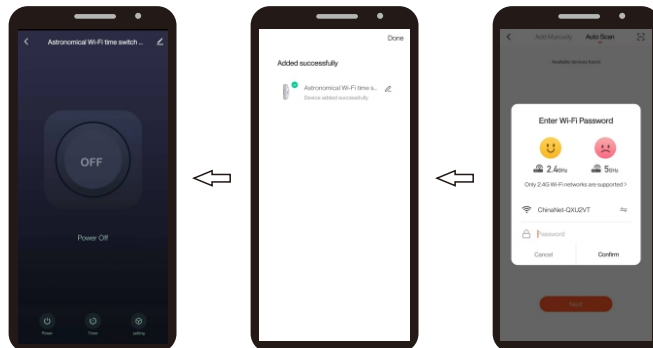 Astronomical Wi-Fi time switch ...
OFF
Power Off
Power
Timer
setting
Done
Added successfully
Astronomical Wi-Fi time s...
Device added successfully
Add Manually Auto Scan
Enter Wi-Fi Password
2.4GHz 5GHz
Only 2.4G Wi-Fi networks are supported >
ChinaNet-QXU2VT
Password
Cancel Confirm
Next